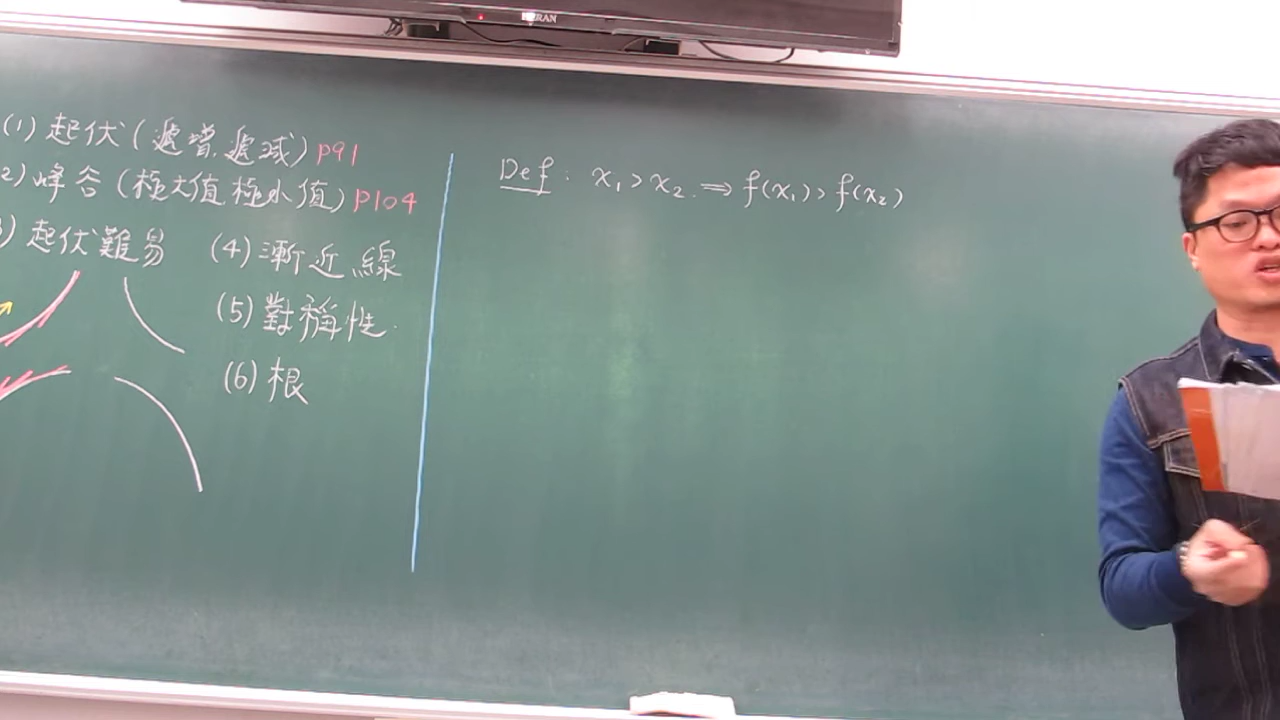 (1) 起伏(遞增.遞減) P91
2) 峰谷(極大值 極小值) P104
3) 起伏難易
(4) 漸近線
(5) 對稱性.
(6) 根
Def : x₁ > x₂ ⇒ f(x₁) > f(x₂)